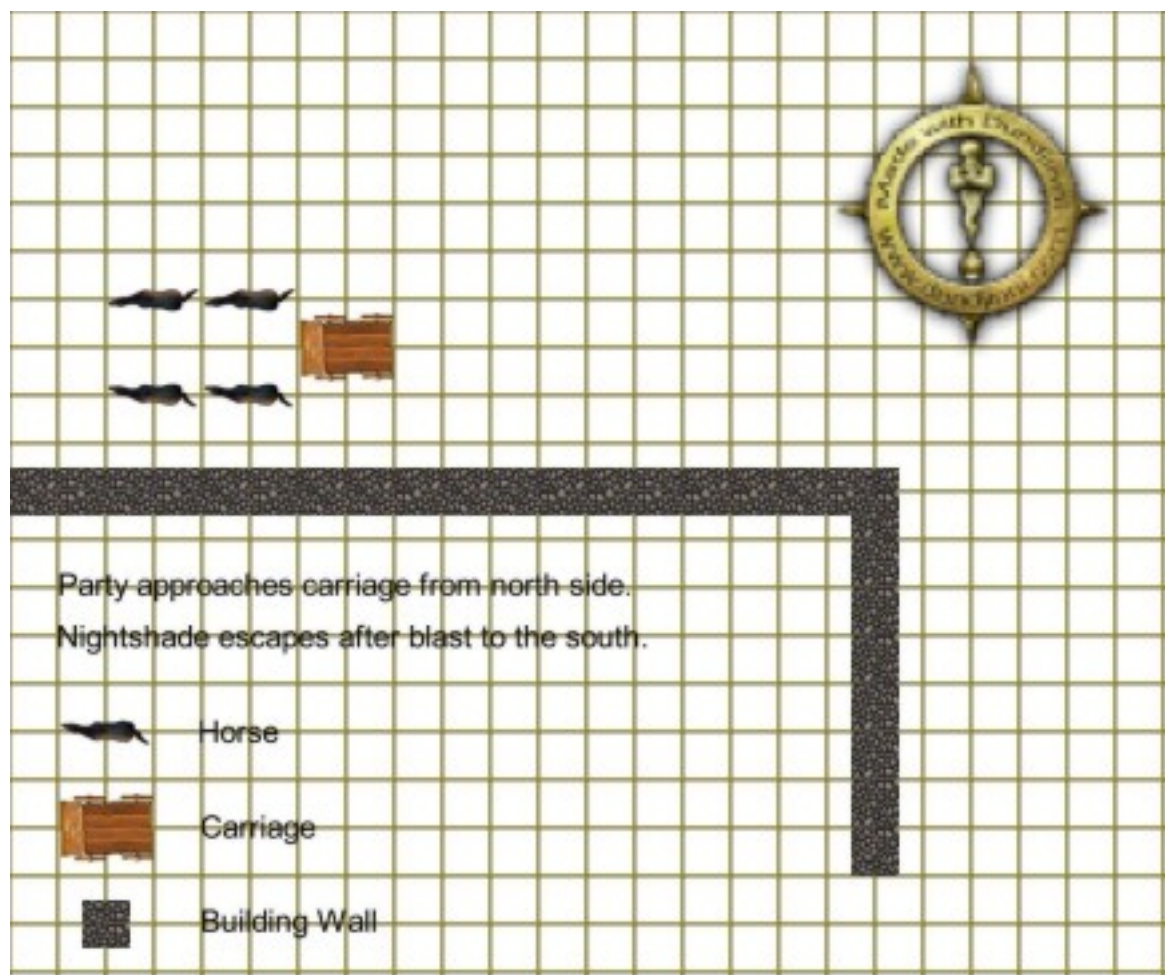 Made with Dundjinni
www.dundjinni.com
Party approaches carriage from north side.
Nightshade escapes after blast to the south.
Horse
Carriage
Building Wall